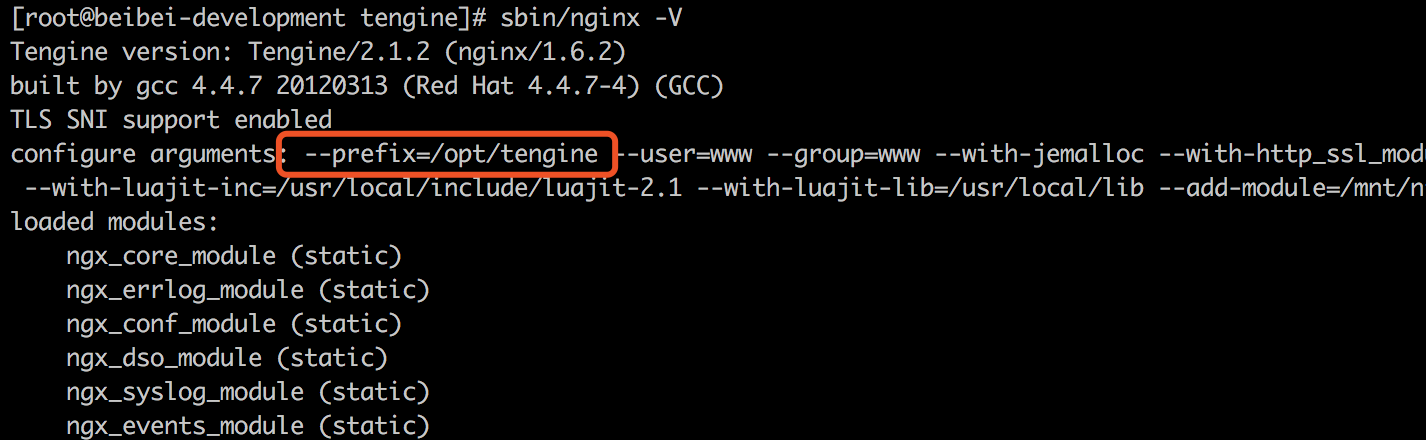 [root@beibei-development tengine]# sbin/nginx -V
Tengine version: Tengine/2.1.2 (nginx/1.6.2)
built by gcc 4.4.7 20120313 (Red Hat 4.4.7-4) (GCC)
TLS SNI support enabled
configure arguments: --prefix=/opt/tengine --user=www --group=www --with-jemalloc --with-http_ssl_mod
--with-luajit-inc=/usr/local/include/luajit-2.1 --with-luajit-lib=/usr/local/lib --add-module=/mnt/n
loaded modules:
ngx_core_module (static)
ngx_errlog_module (static)
ngx_conf_module (static)
ngx_dso_module (static)
ngx_syslog_module (static)
ngx_events_module (static)